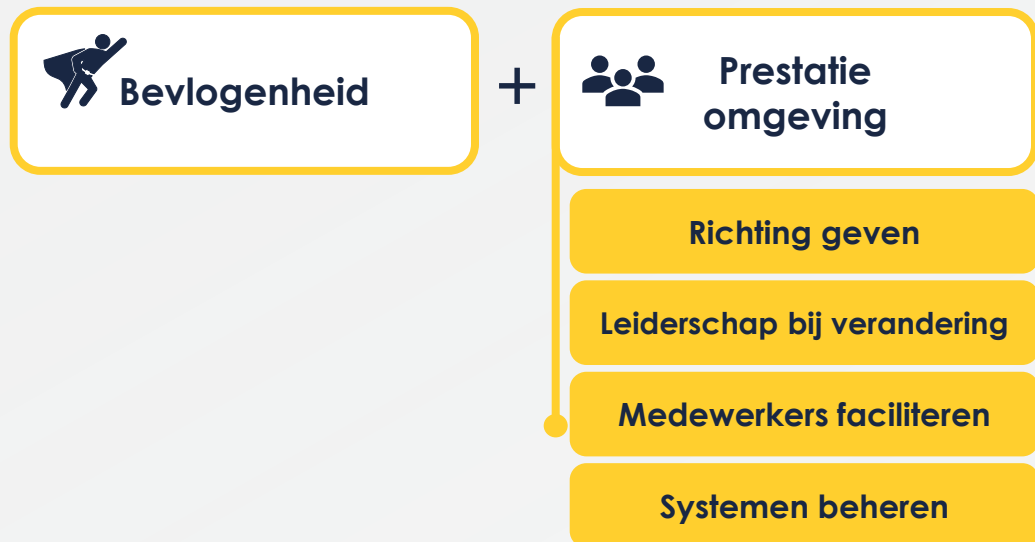 Bevlogenheid
+
Prestatie
omgeving
Richting geven
Leiderschap bij verandering
Medewerkers faciliteren
Systemen beheren